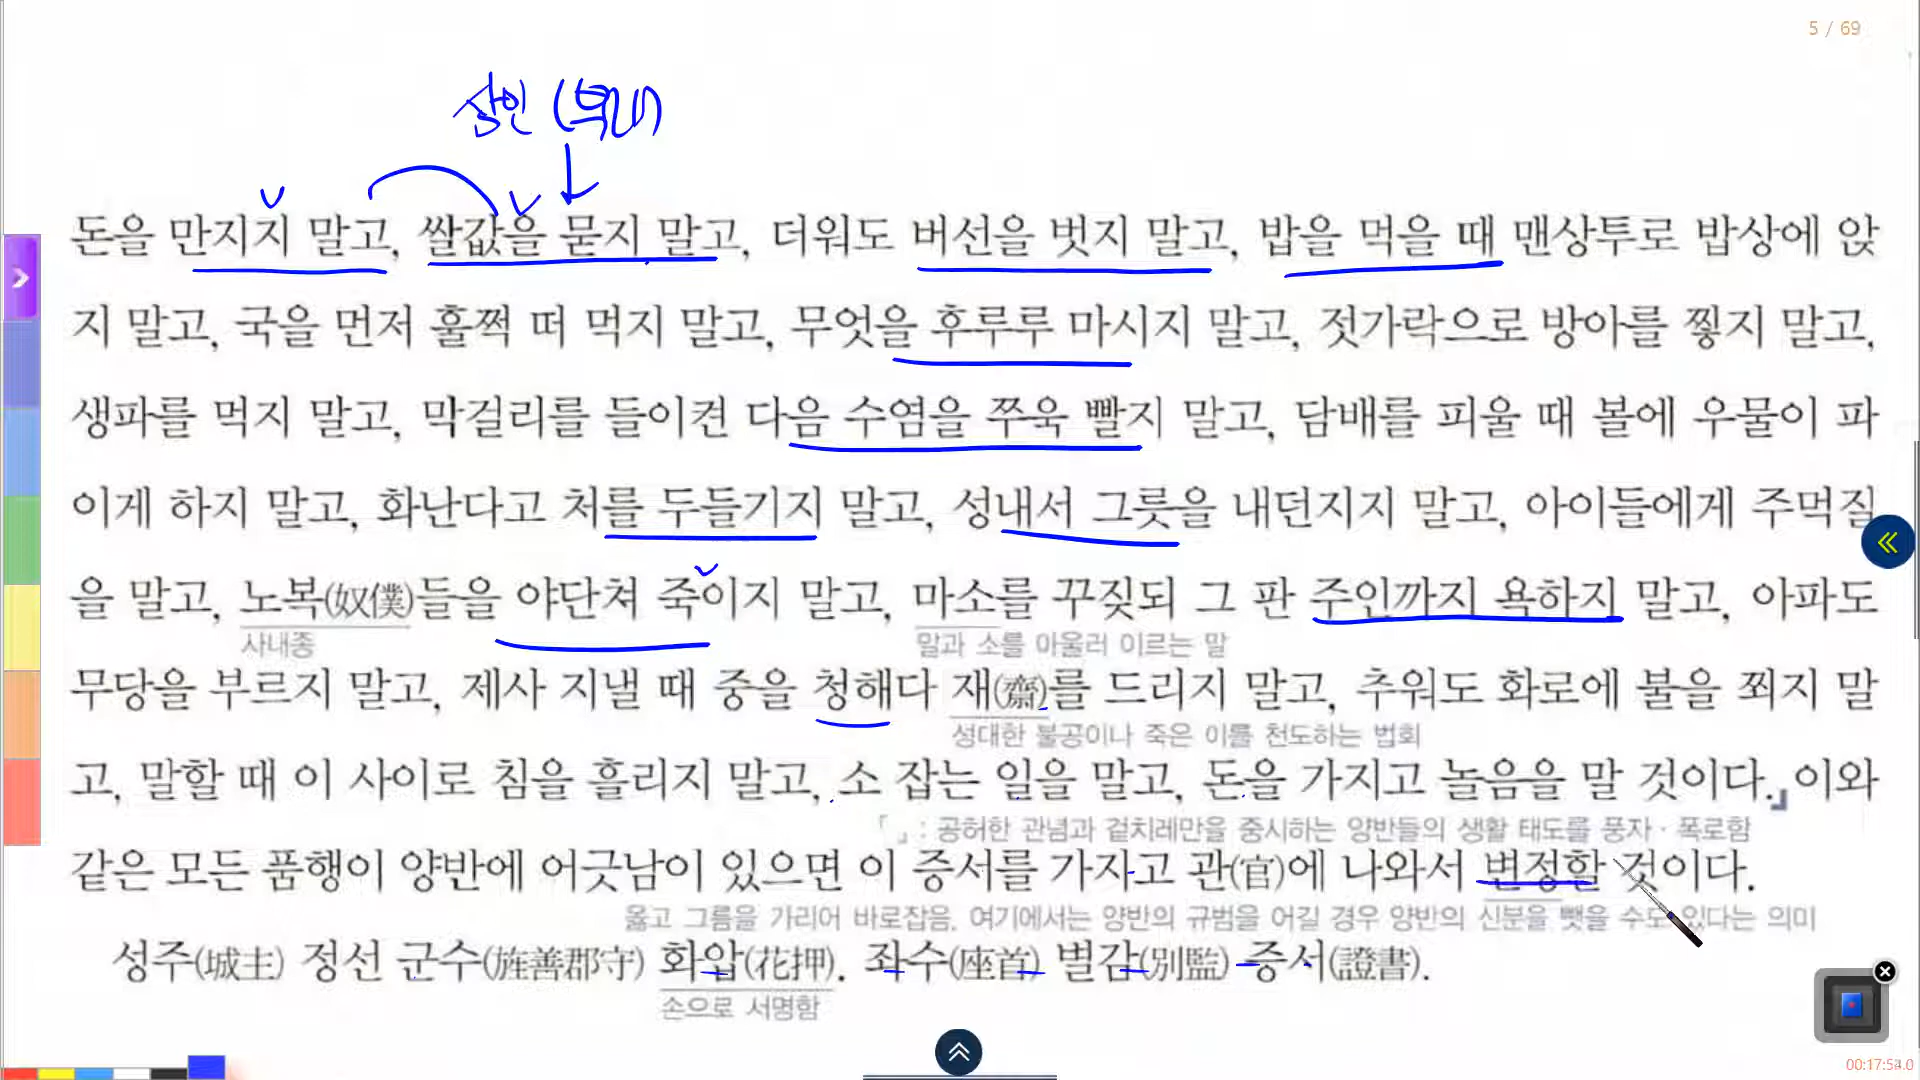 5 / 69
돈을 만지지 말고, 쌀값을 묻지 말고, 더워도 버선을 벗지 말고, 밥을 먹을 때 맨상투로 밥상에 앉
지 말고, 국을 먼저 훌쩍 떠 먹지 말고, 무엇을 후루루 마시지 말고, 젓가락으로 방아를 찧지 말고,
생파를 먹지 말고, 막걸리를 들이켠 다음 수염을 쭈욱 빨지 말고, 담배를 피울 때 볼에 우물이 파
이게 하지 말고, 화난다고 처를 두들기지 말고, 성내서 그릇을 내던지지 말고, 아이들에게 주먹질
을 말고, 노복(奴僕)들을 야단쳐 죽이지 말고, 마소를 꾸짖되 그 판 주인까지 욕하지 말고, 아파도
사내종 말과 소를 아울러 이르는 말
무당을 부르지 말고, 제사 지낼 때 중을 청해다 재(齋)를 드리지 말고, 추워도 화로에 불을 쬐지 말
성대한 불공이나 죽은 이를 천도하는 법회
고, 말할 때 이 사이로 침을 흘리지 말고, 소 잡는 일을 말고, 돈을 가지고 놀음을 말 것이다.」이와
「 」: 공허한 관념과 겉치레만을 중시하는 양반들의 생활 태도를 풍자·폭로함
같은 모든 품행이 양반에 어긋남이 있으면 이 증서를 가지고 관(官)에 나와서 변정할 것이다.
옳고 그름을 가리어 바로잡음. 여기에서는 양반의 규범을 어길 경우 양반의 신분을 뺏을 수도 있다는 의미
성주(城主) 정선 군수(旌善郡守) 화압(花押). 좌수(座首) 별감(別監) 증서(證書).
손으로 서명함
00:17:54.0